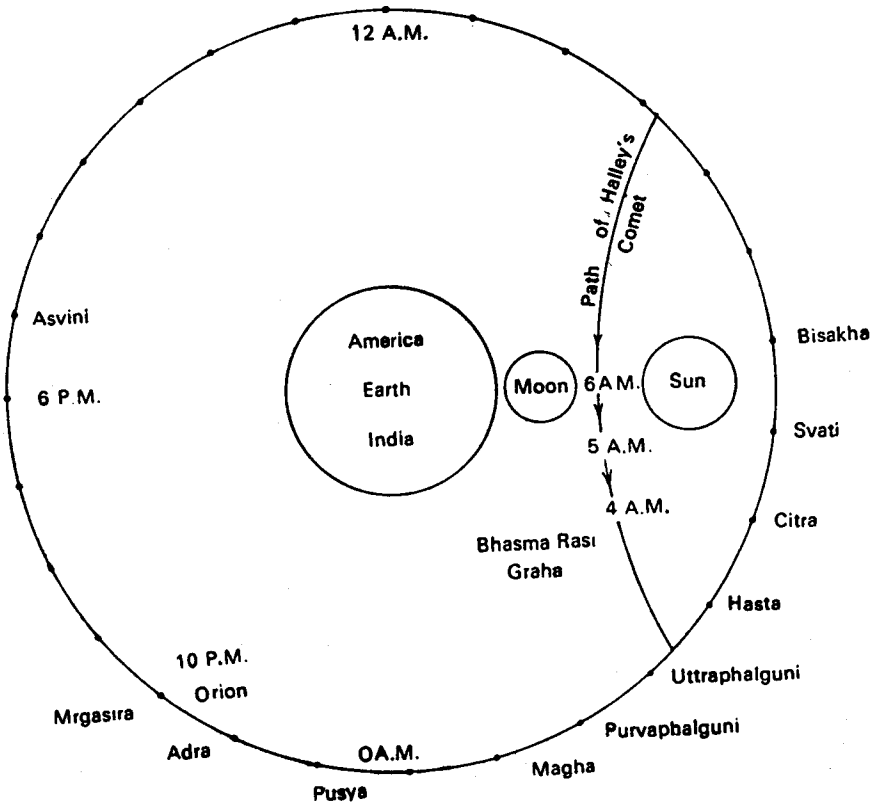 12 A.M.
Path of Halley's
Comet
Asvini
Bisakha
America
6 P.M.
Earth
Moon
6 A M.
Sun
India
Svati
5 A.M.
4 A.M.
Citra
Bhasma Rasi
Graha
Hasta
10 P.M.
Orion
Uttraphalguni
Mrgasira
Purvapbalguni
Adra
0A.M.
Magha
Pusya